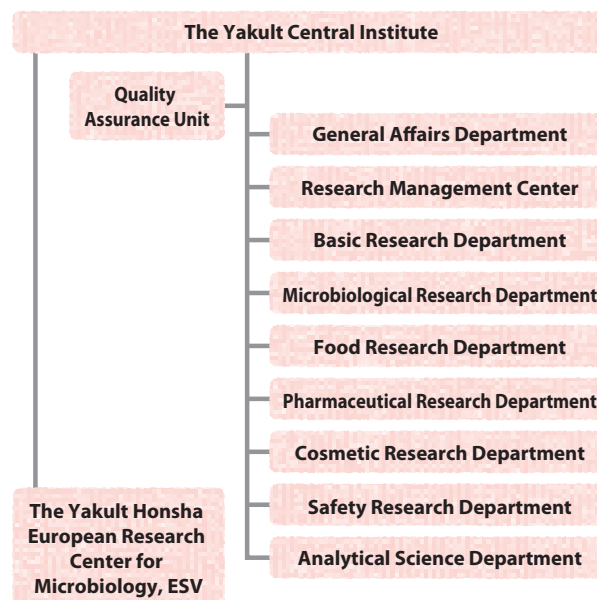 The Yakult Central Institute
Quality
Assurance Unit
General Affairs Department
Research Management Center
Basic Research Department
Microbiological Research Department
Food Research Department
Pharmaceutical Research Department
Cosmetic Research Department
Safety Research Department
Analytical Science Department
The Yakult Honsha
European Research
Center for
Microbiology, ESV